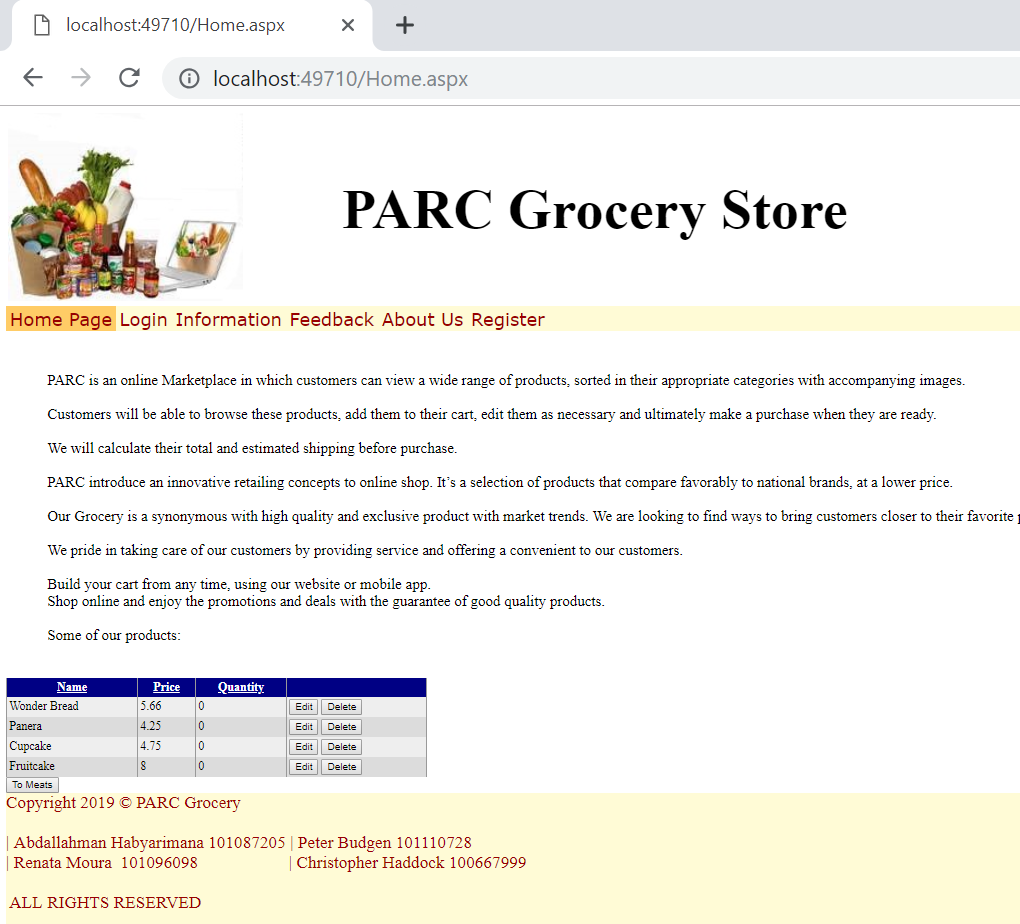 localhost:49710/Home.aspx
localhost:49710/Home.aspx
PARC Grocery Store
Home Page Login Information Feedback About Us Register
PARC is an online Marketplace in which customers can view a wide range of products, sorted in their appropriate categories with accompanying images.
Customers will be able to browse these products, add them to their cart, edit them as necessary and ultimately make a purchase when they are ready.
We will calculate their total and estimated shipping before purchase.
PARC introduce an innovative retailing concepts to online shop. It’s a selection of products that compare favorably to national brands, at a lower price.
Our Grocery is a synonymous with high quality and exclusive product with market trends. We are looking to find ways to bring customers closer to their favorite
We pride in taking care of our customers by providing service and offering a convenient to our customers.
Build your cart from any time, using our website or mobile app.
Shop online and enjoy the promotions and deals with the guarantee of good quality products.
Some of our products:
Name Price Quantity
Wonder Bread 5.66 0 Edit Delete
Panera 4.25 0 Edit Delete
Cupcake 4.75 0 Edit Delete
Fruitcake 8 0 Edit Delete
To Meats
Copyright 2019 © PARC Grocery
| Abdallahman Habyarimana 101087205 | Peter Budgen 101110728
| Renata Moura 101096098 | Christopher Haddock 100667999
ALL RIGHTS RESERVED